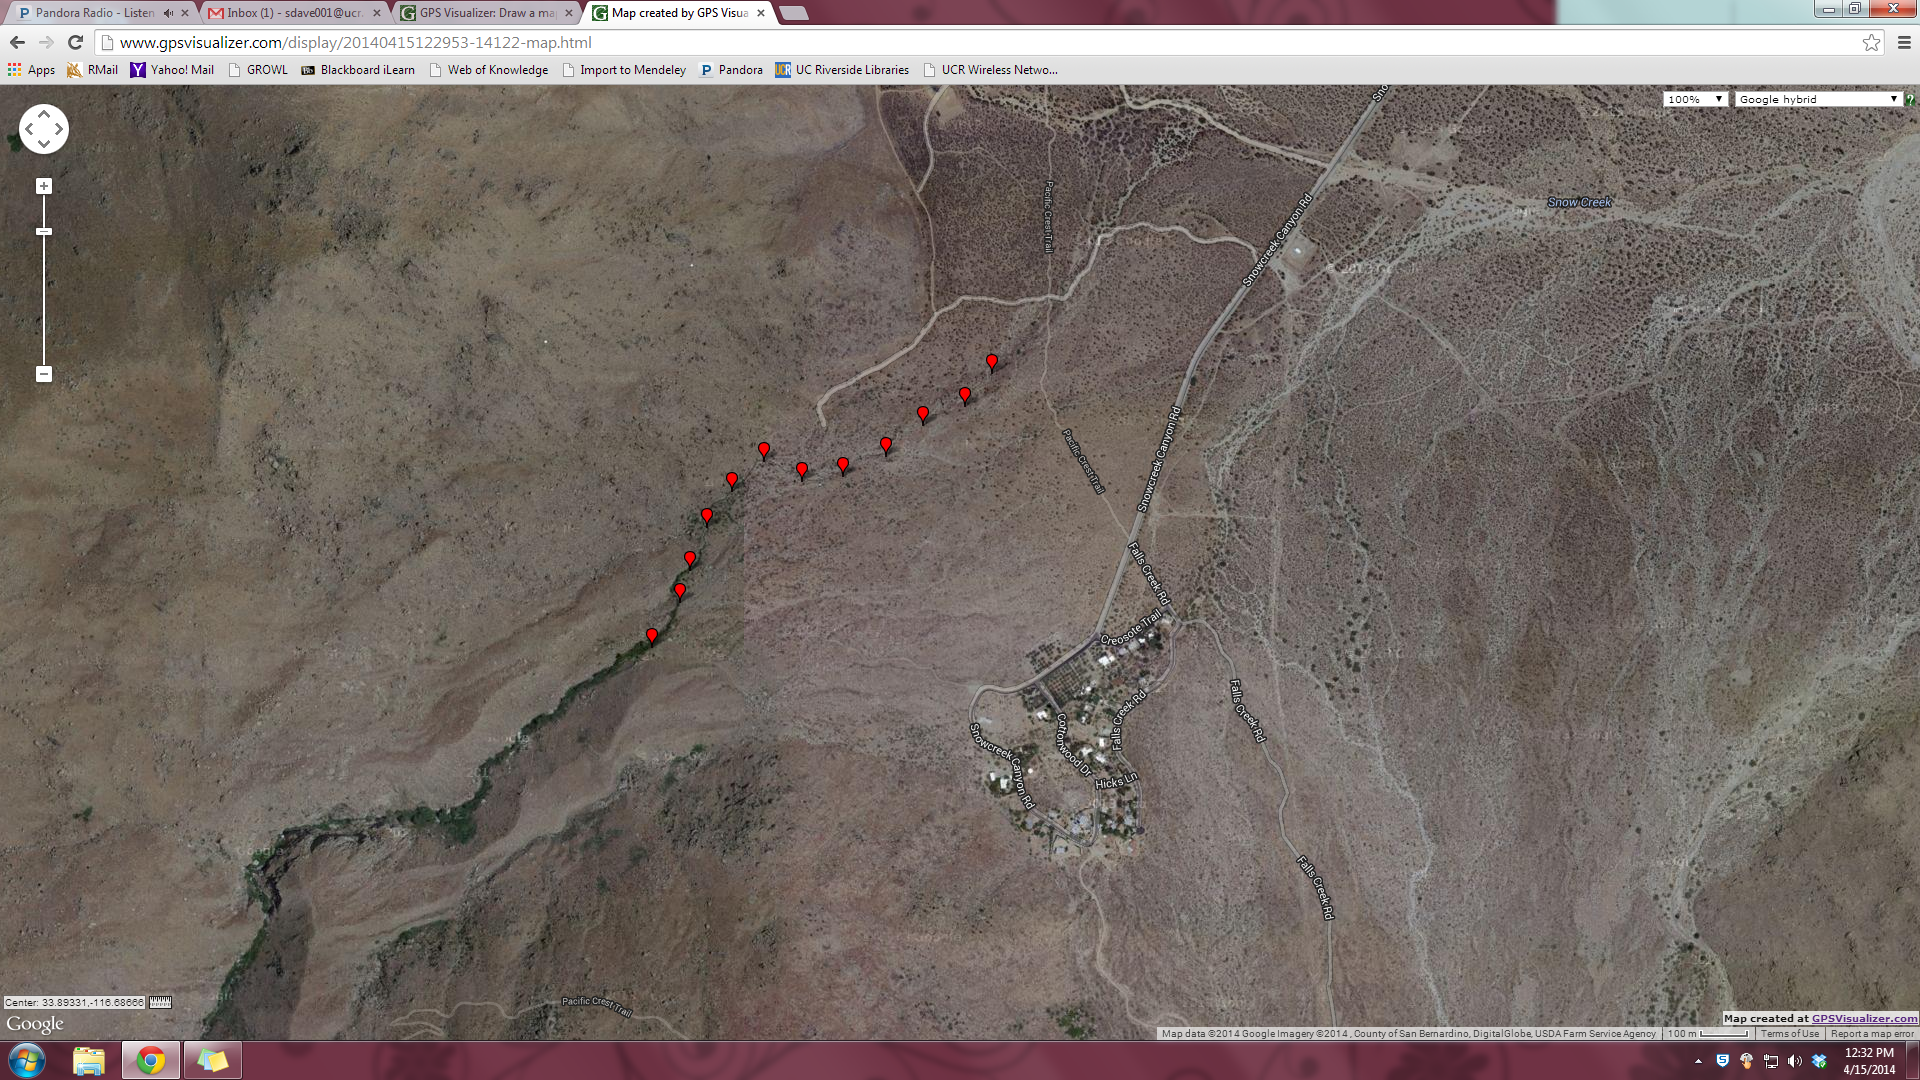 Pandora Radio - Listen
Inbox (1) - sdave001@ucr.
GPS Visualizer: Draw a ma
Map created by GPS Visua
www.gpsvisualizer.com/display/20140415122953-14122-map.html
Apps
RMail
Yahoo! Mail
GROWL
Bb
Blackboard iLearn
Web of Knowledge
Import to Mendeley
Pandora
UCR
UC Riverside Libraries
UCR Wireless Netwo...
100%
Google hybrid
?
Sno
Pacific Crest Trail
Snowcreek Canyon Rd
Snow Creek
Pacific Crest Trail
Snowcreek Canyon Rd
Falls Creek Rd
Creosote Trail
Falls Creek Rd
Falls Creek Rd
Cottonwood Dr
Snowcreek Canyon Rd
Hicks Ln
Falls Creek Rd
Pacific Crest Trail
Center: 33.89331,-116.68666
Google
Map created at GPSVisualizer.com
Map data ©2014 Google Imagery ©2014 , County of San Bernardino, DigitalGlobe, USDA Farm Service Agency
100 m
Terms of Use
Report a map error
12:32 PM
4/15/2014